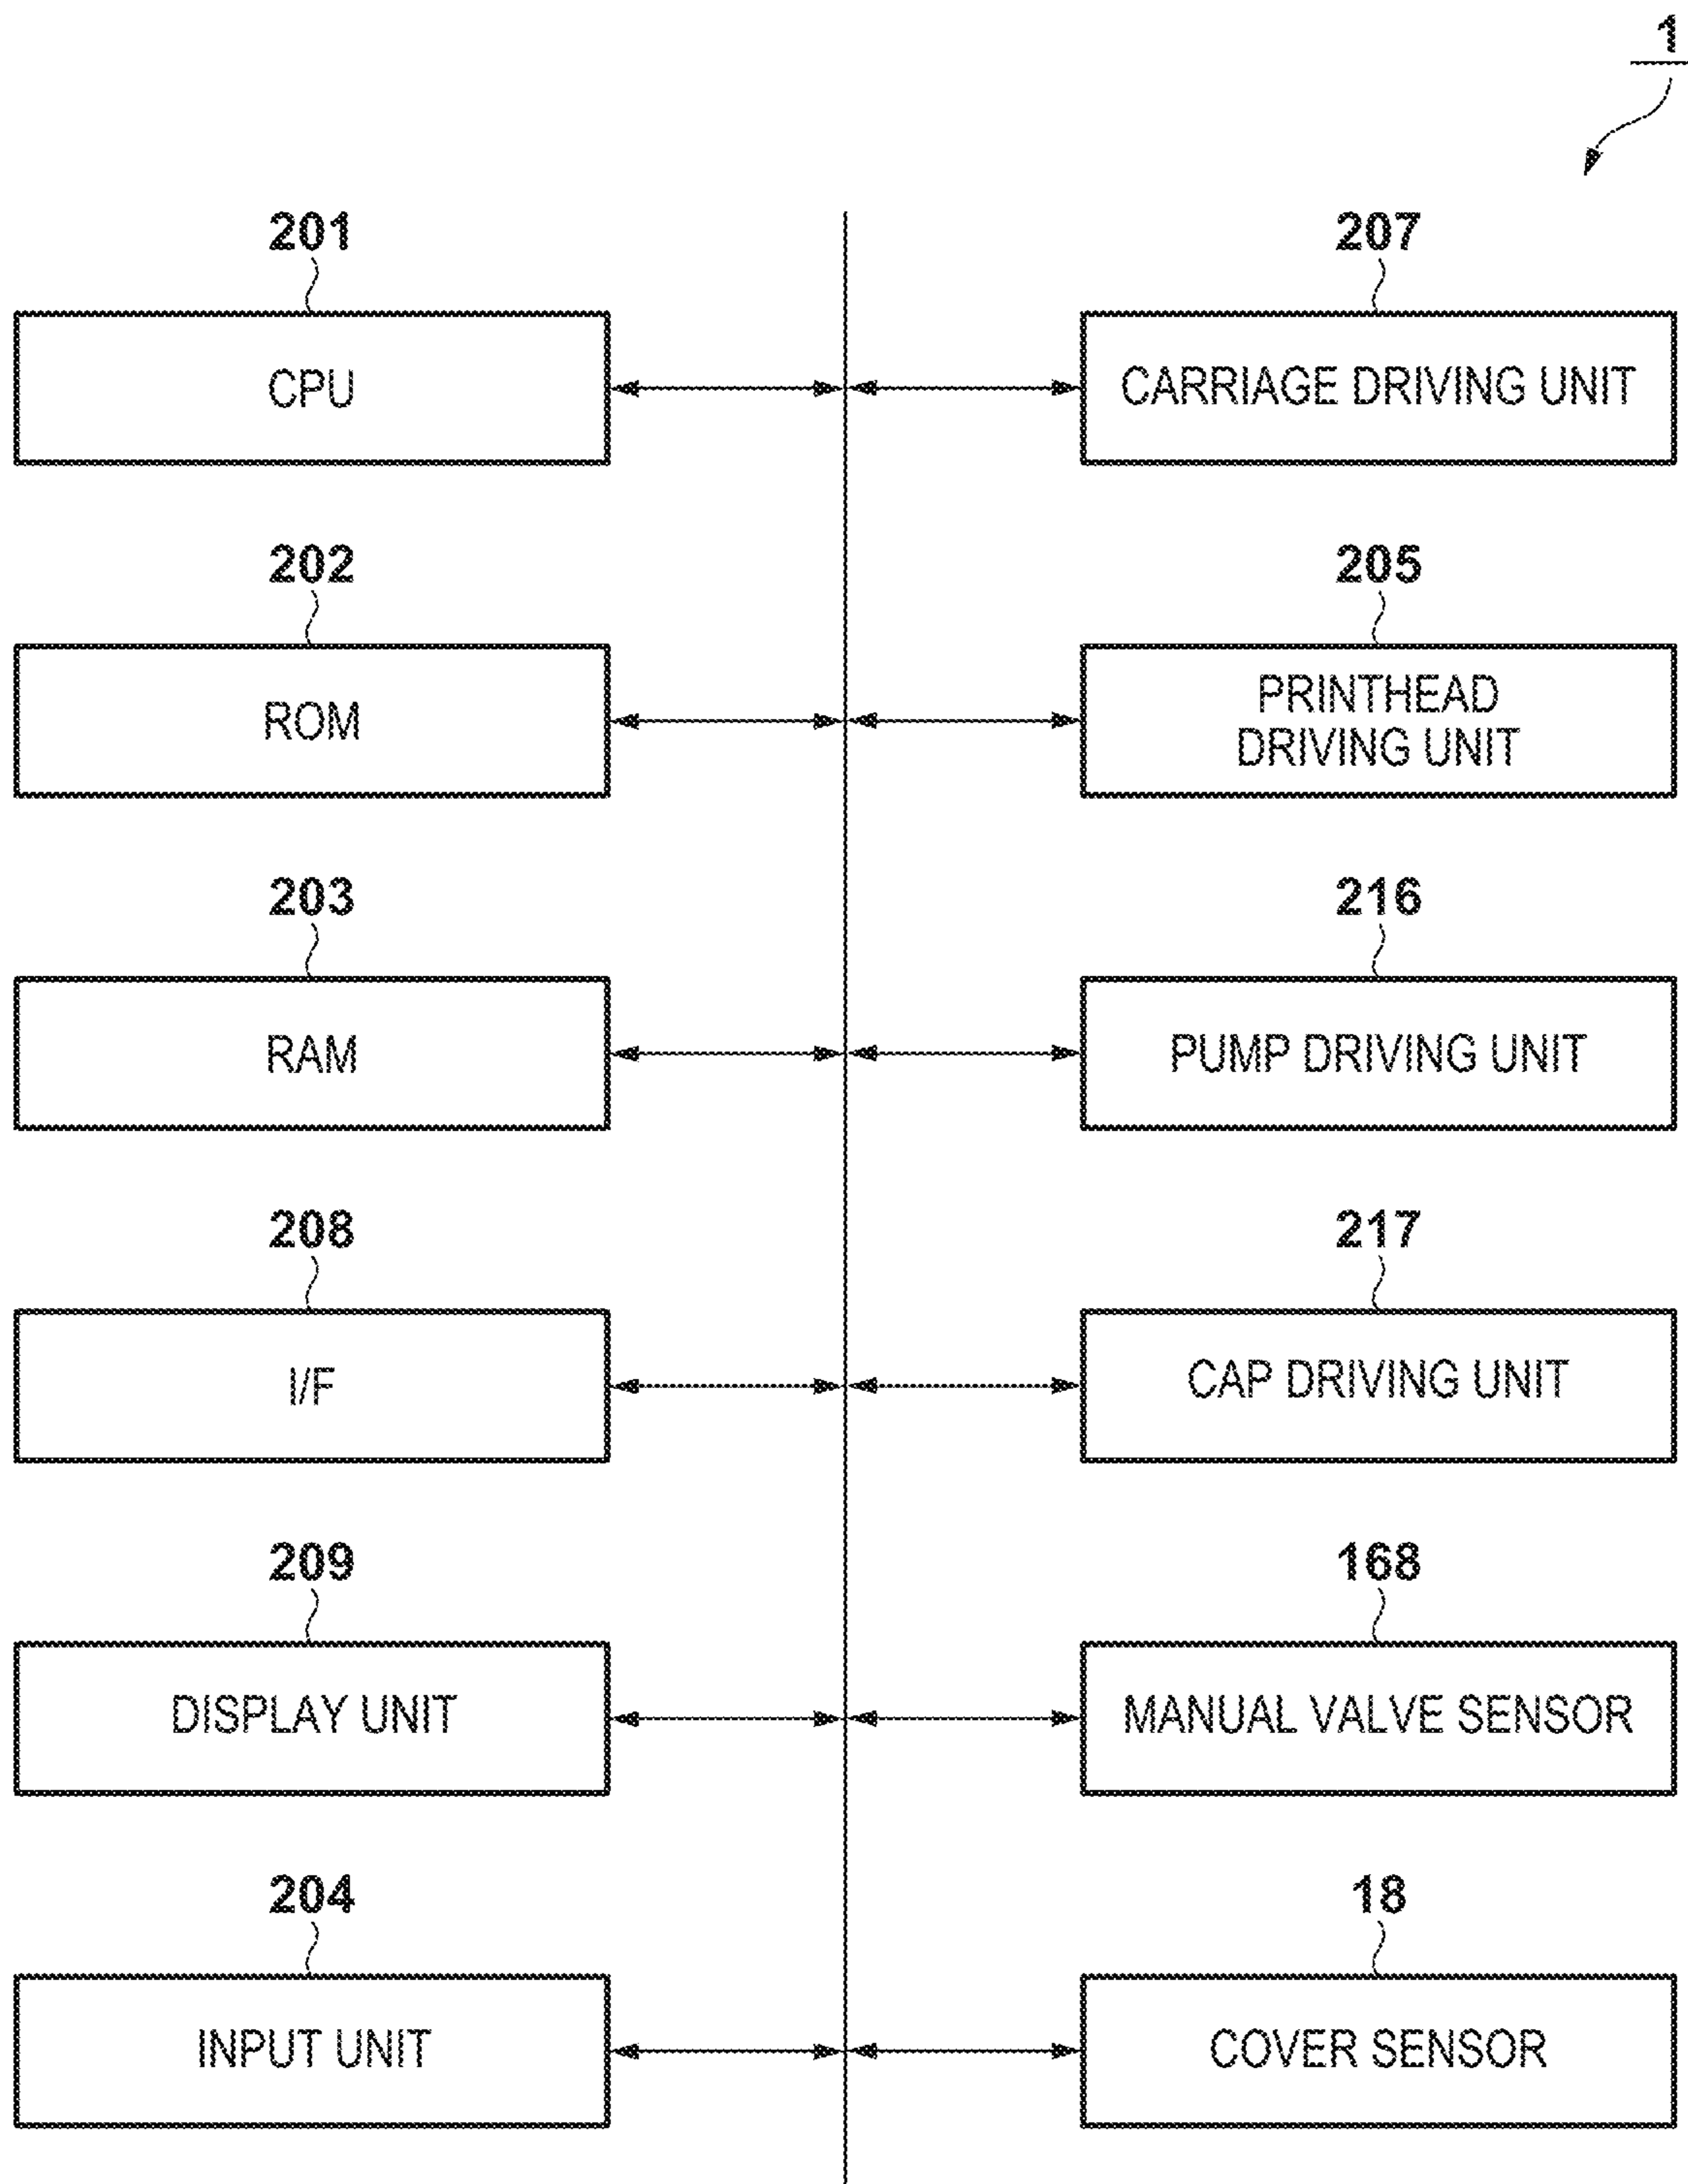 1
201
207
CPU
CARRIAGE DRIVING UNIT
202
205
ROM
PRINTHEAD
DRIVING UNIT
203
216
RAM
PUMP DRIVING UNIT
208
217
I/F
CAP DRIVING UNIT
209
168
DISPLAY UNIT
MANUAL VALVE SENSOR
204
18
INPUT UNIT
COVER SENSOR